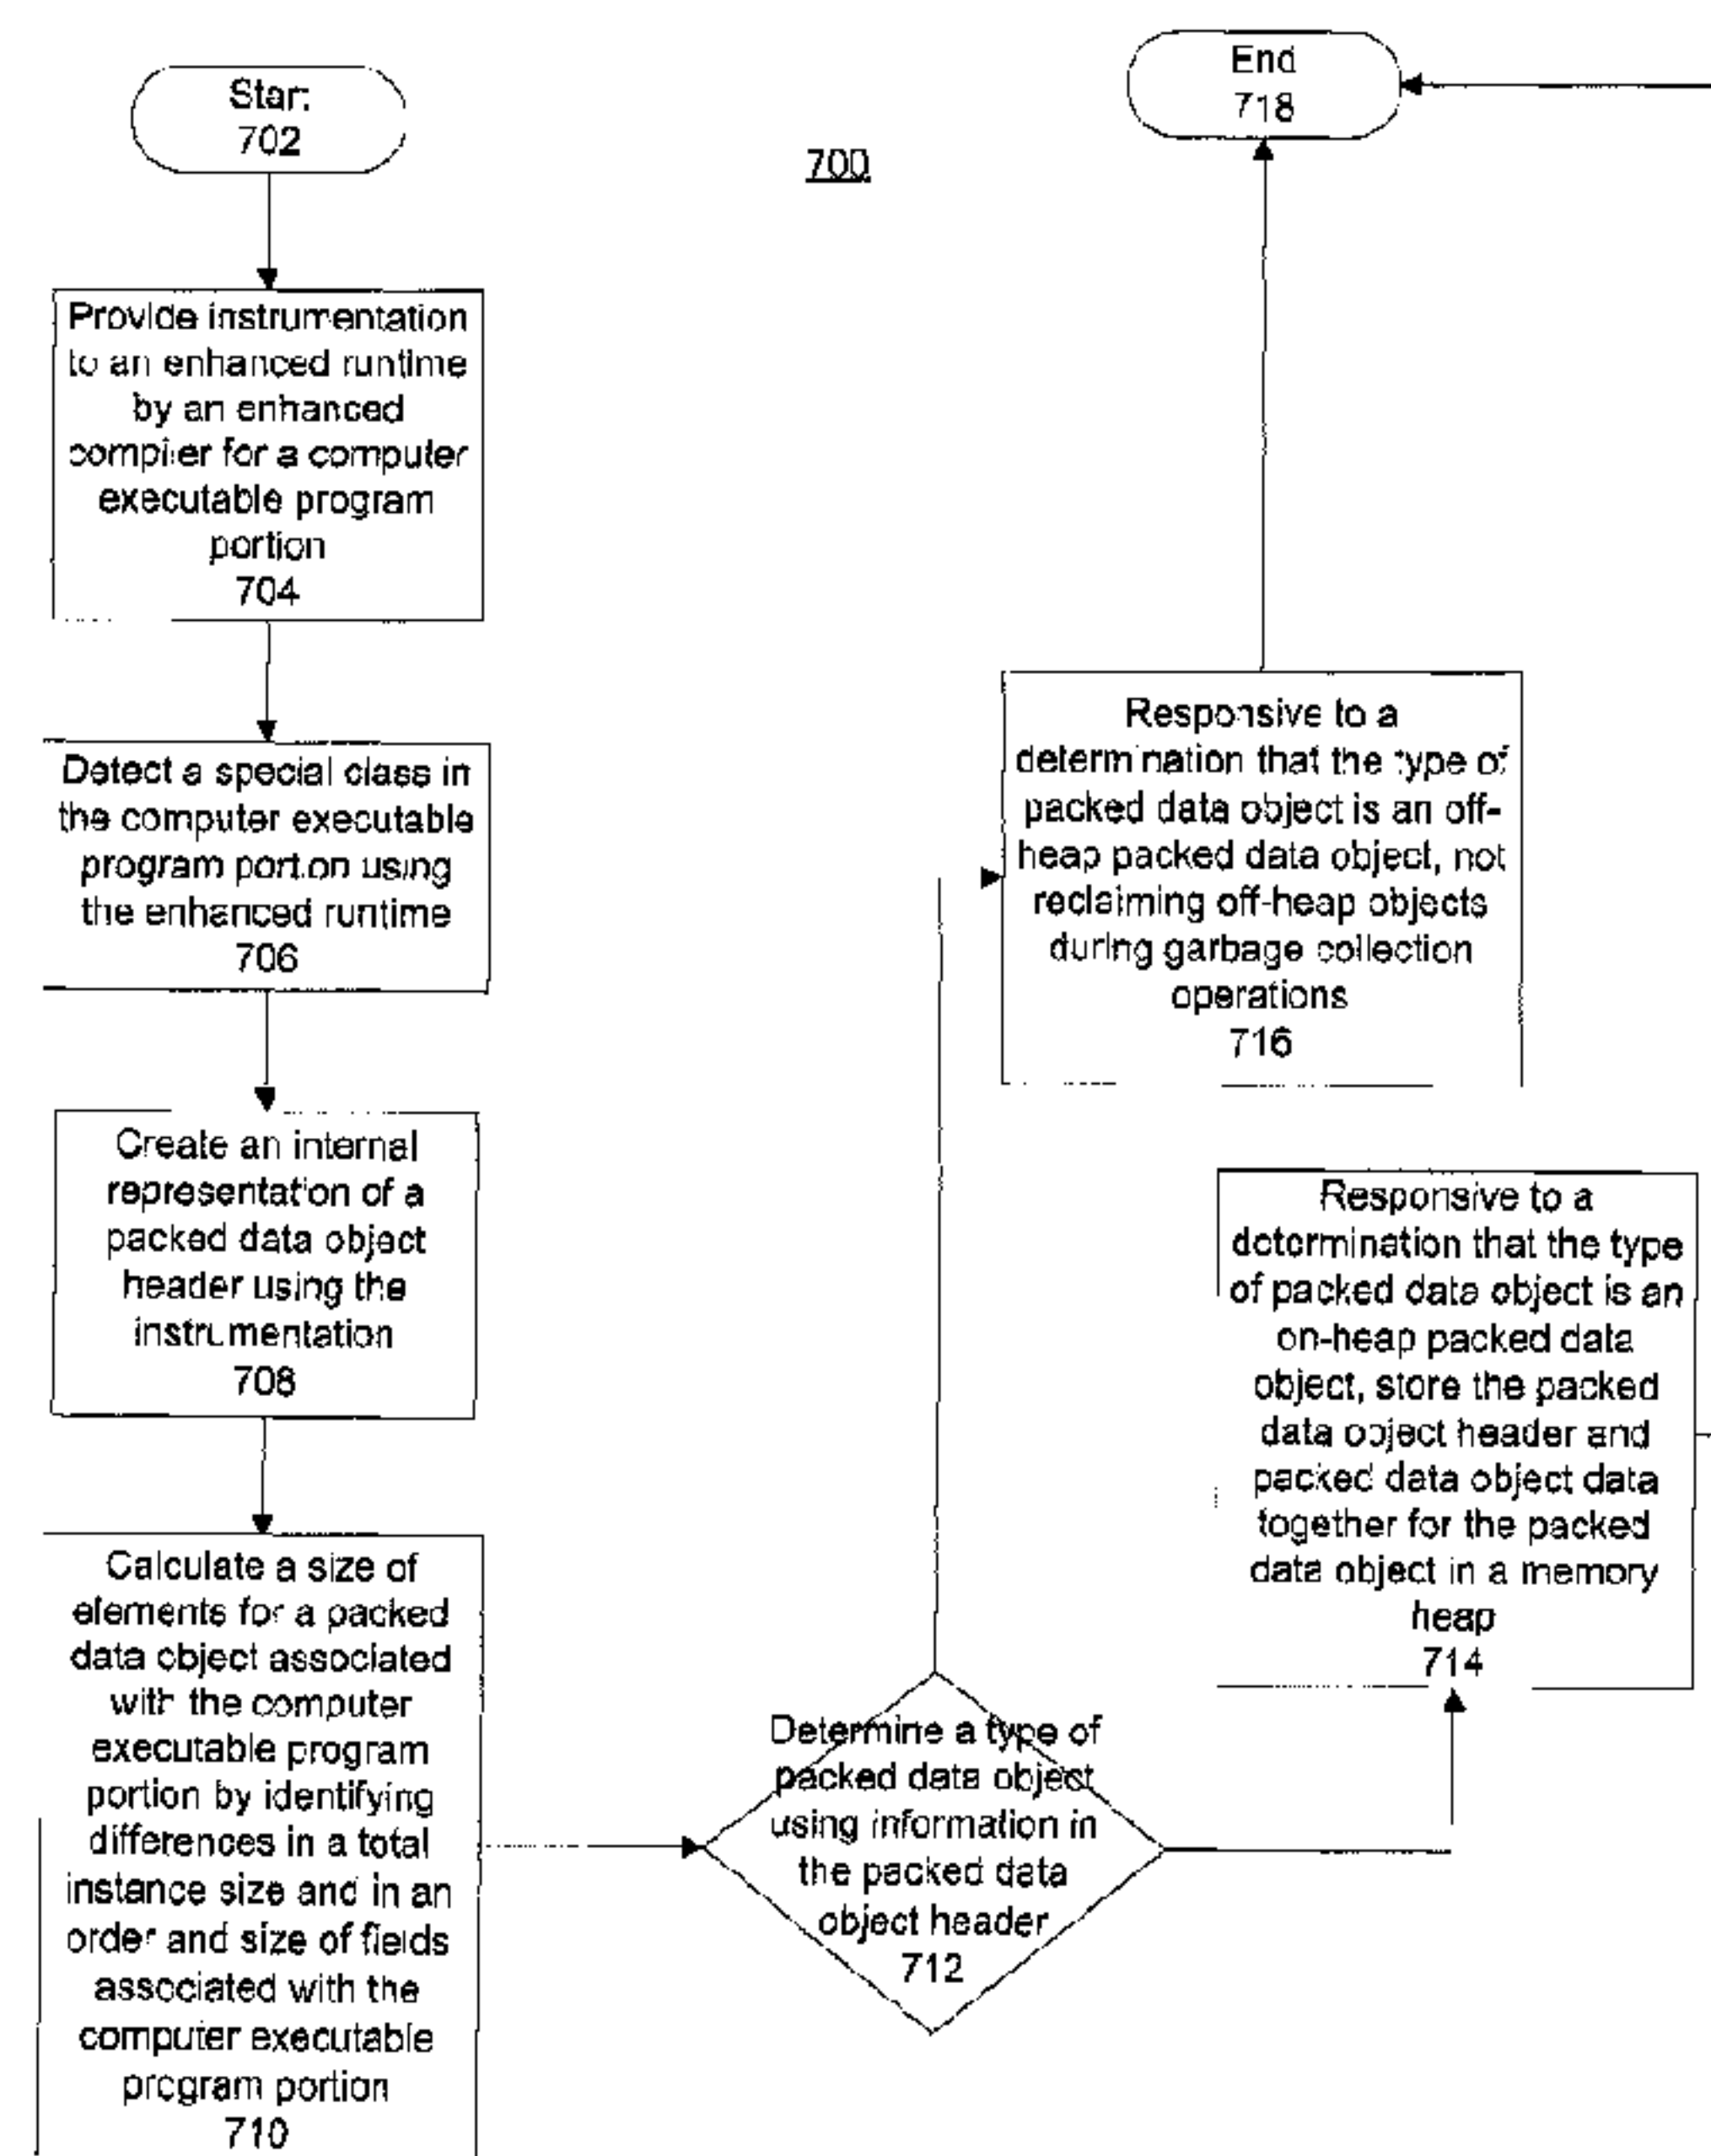 Start
702
700
End
718
Provide instrumentation
to an enhanced runtime
by an enhanced
compiler for a computer
executable program
portion
704
Detect a special class in
the computer executable
program portion using
the enhanced runtime
706
Create an internal
representation of a
packed data object
header using the
instrumentation
708
Calculate a size of
elements for a packed
data object associated
with the computer
executable program
portion by identifying
differences in a total
instance size and in an
order and size of fields
associated with the
computer executable
program portion
710
Determine a type of
packed data object
using information in
the packed data
object header
712
Responsive to a
determination that the type
of packed data object is an
on-heap packed data
object, store the packed
data object header and
packed data object data
together for the packed
data object in a memory
heap
714
Responsive to a
determination that the type of
packed data object is an off-
heap packed data object, not
reclaiming off-heap objects
during garbage collection
operations
716